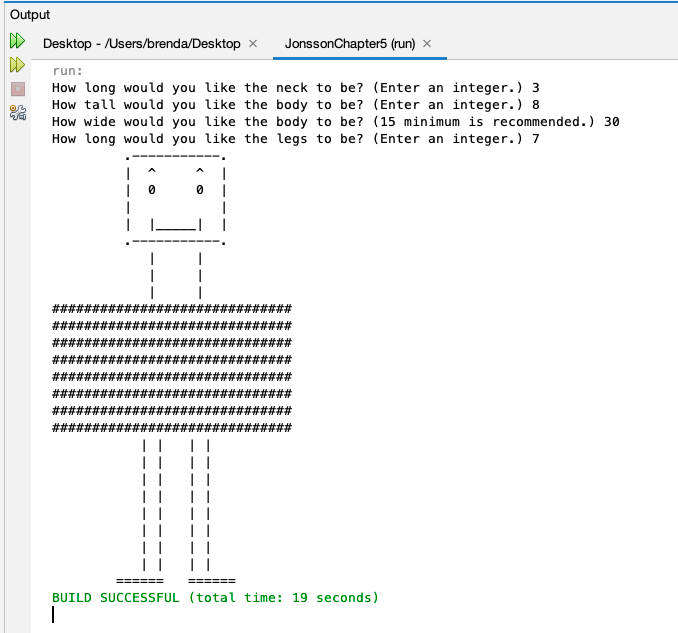 Output
Desktop - /Users/brenda/Desktop × JonssonChapter5 (run) ×
run:
How long would you like the neck to be? (Enter an integer.) 3
How tall would you like the body to be? (Enter an integer.) 8
How wide would you like the body to be? (15 minimum is recommended.) 30
How long would you like the legs to be? (Enter an integer.) 7
         .-----------.
         |  ^     ^  |
         |  0     0  |
         |           |
         |  |_____|  |
         .-----------.
            |     |
            |     |
            |     |
##############################
##############################
##############################
##############################
##############################
##############################
##############################
##############################
           | |   | |
           | |   | |
           | |   | |
           | |   | |
           | |   | |
           | |   | |
           | |   | |
           | |   | |
        ======   ======
BUILD SUCCESSFUL (total time: 19 seconds)